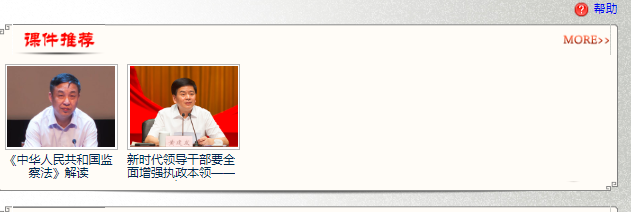 帮助
课件推荐
MORE>>
《中华人民共和国监
察法》解读
新时代领导干部要全
面增强执政本领——